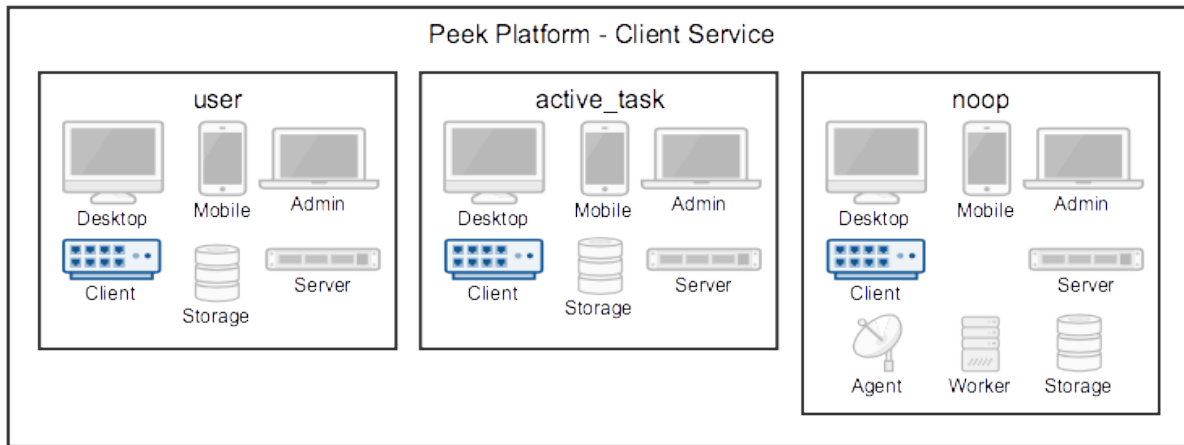 Peek Platform - Client Service
user
Desktop
Mobile
Admin
Client
Storage
Server
active_task
Desktop
Mobile
Admin
Client
Storage
Server
noop
Desktop
Mobile
Admin
Client
Server
Agent
Worker
Storage